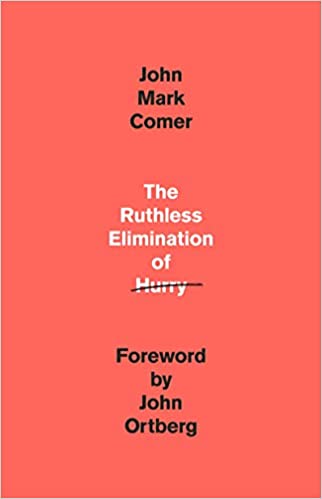 John
Mark
Comer
The
Ruthless
Elimination
of
Hurry
Foreword
by
John
Ortberg